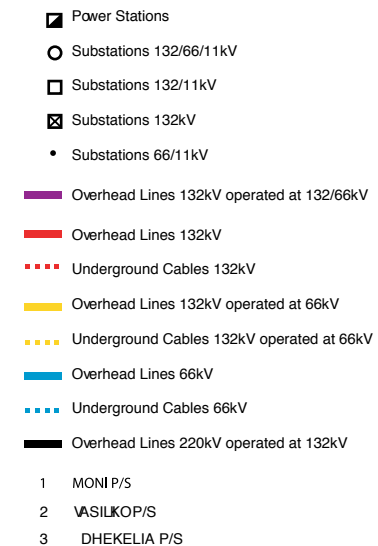 Power Stations
Substations 132/66/11kV
Substations 132/11kV
Substations 132kV
Substations 66/11kV
Overhead Lines 132kV operated at 132/66kV
Overhead Lines 132kV
Underground Cables 132kV
Overhead Lines 132kV operated at 66kV
Underground Cables 132kV operated at 66kV
Overhead Lines 66kV
Underground Cables 66kV
Overhead Lines 220kV operated at 132kV
1 MONI P/S
2 VASILIKO P/S
3 DHEKELIA P/S